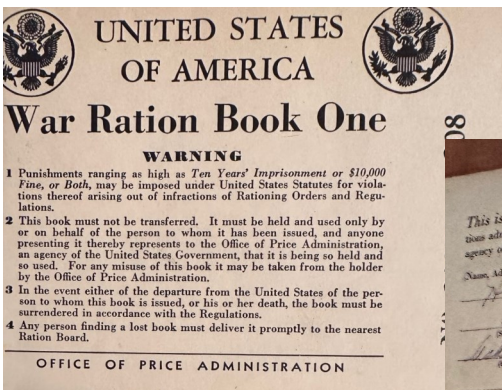 UNITED STATES
OF AMERICA
War Ration Book One
WARNING
1 Punishments ranging as high as Ten Years' Imprisonment or $10,000
Fine, or Both, may be imposed under United States Statutes for viola-
tions thereof arising out of infractions of Rationing Orders and Regu-
lations.
2 This book must not be transferred. It must be held and used only by
or on behalf of the person to whom it has been issued, and anyone
presenting it thereby represents to the Office of Price Administration,
an agency of the United States Government, that it is being so held and
so used. For any misuse of this book it may be taken from the holder
by the Office of Price Administration.
3 In the event either of the departure from the United States of the per-
son to whom this book is issued, or his or her death, the book must be
surrendered in accordance with the Regulations.
4 Any person finding a lost book must deliver it promptly to the nearest
Ration Board.
OFFICE OF PRICE ADMINISTRATION
08
This is
tions adm
agency o
Name, Ad